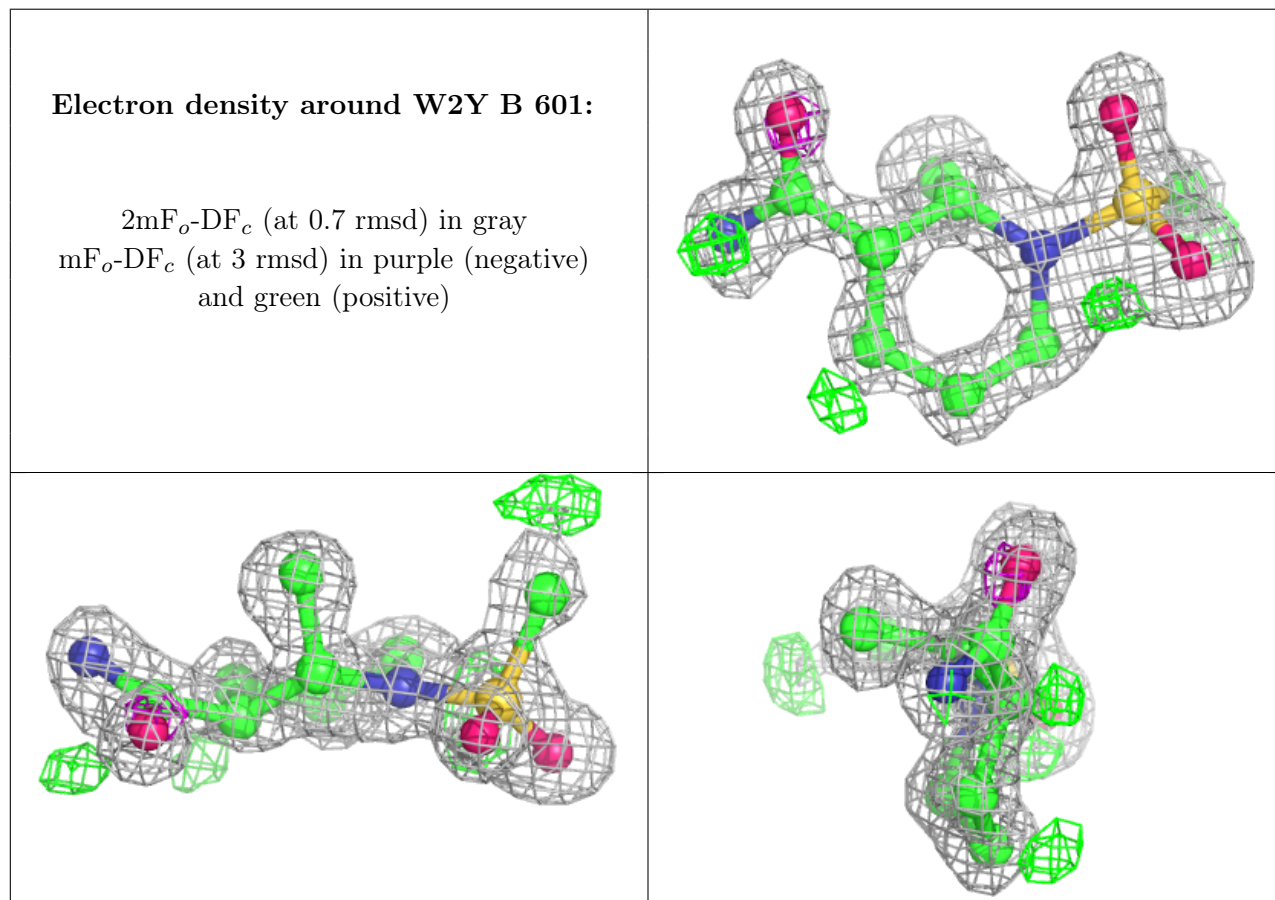 Electron density around W2Y B 601:
2mFo-DFc (at 0.7 rmsd) in gray
mFo-DFc (at 3 rmsd) in purple (negative)
and green (positive)